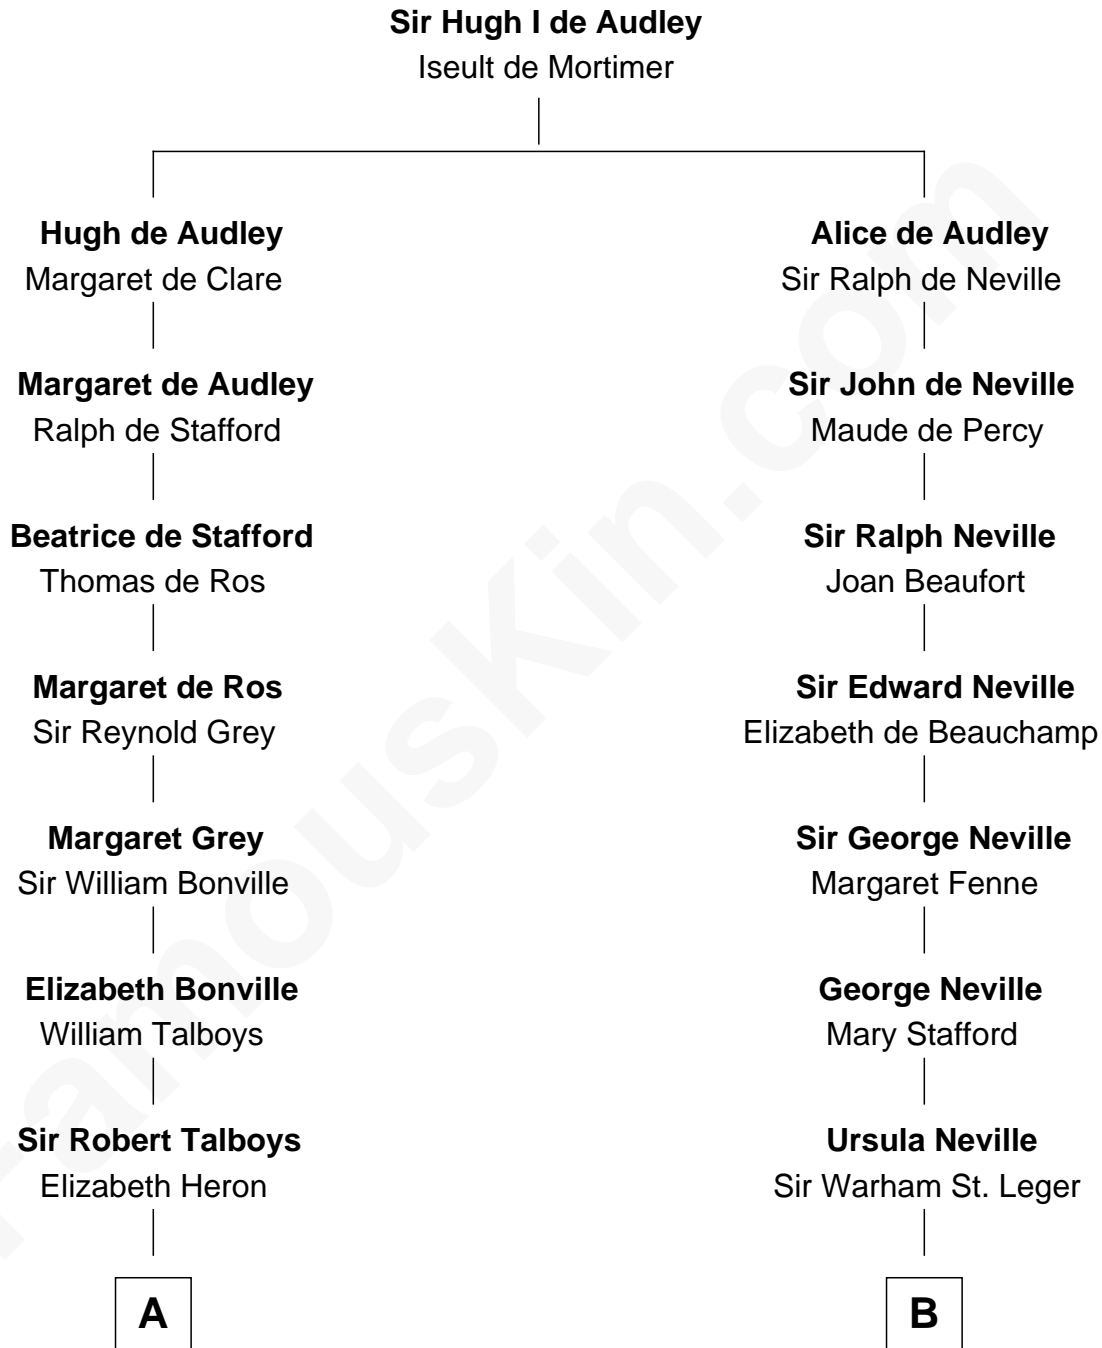 Sir Hugh I de Audley
Iseult de Mortimer
Hugh de Audley
Margaret de Clare
Alice de Audley
Sir Ralph de Neville
Margaret de Audley
Ralph de Stafford
Sir John de Neville
Maude de Percy
Beatrice de Stafford
Thomas de Ros
Sir Ralph Neville
Joan Beaufort
Margaret de Ros
Sir Reynold Grey
Sir Edward Neville
Elizabeth de Beauchamp
Margaret Grey
Sir William Bonville
Sir George Neville
Margaret Fenne
Elizabeth Bonville
William Talboys
George Neville
Mary Stafford
Sir Robert Talboys
Elizabeth Heron
Ursula Neville
Sir Warham St. Leger
A
B
FamousKin.com